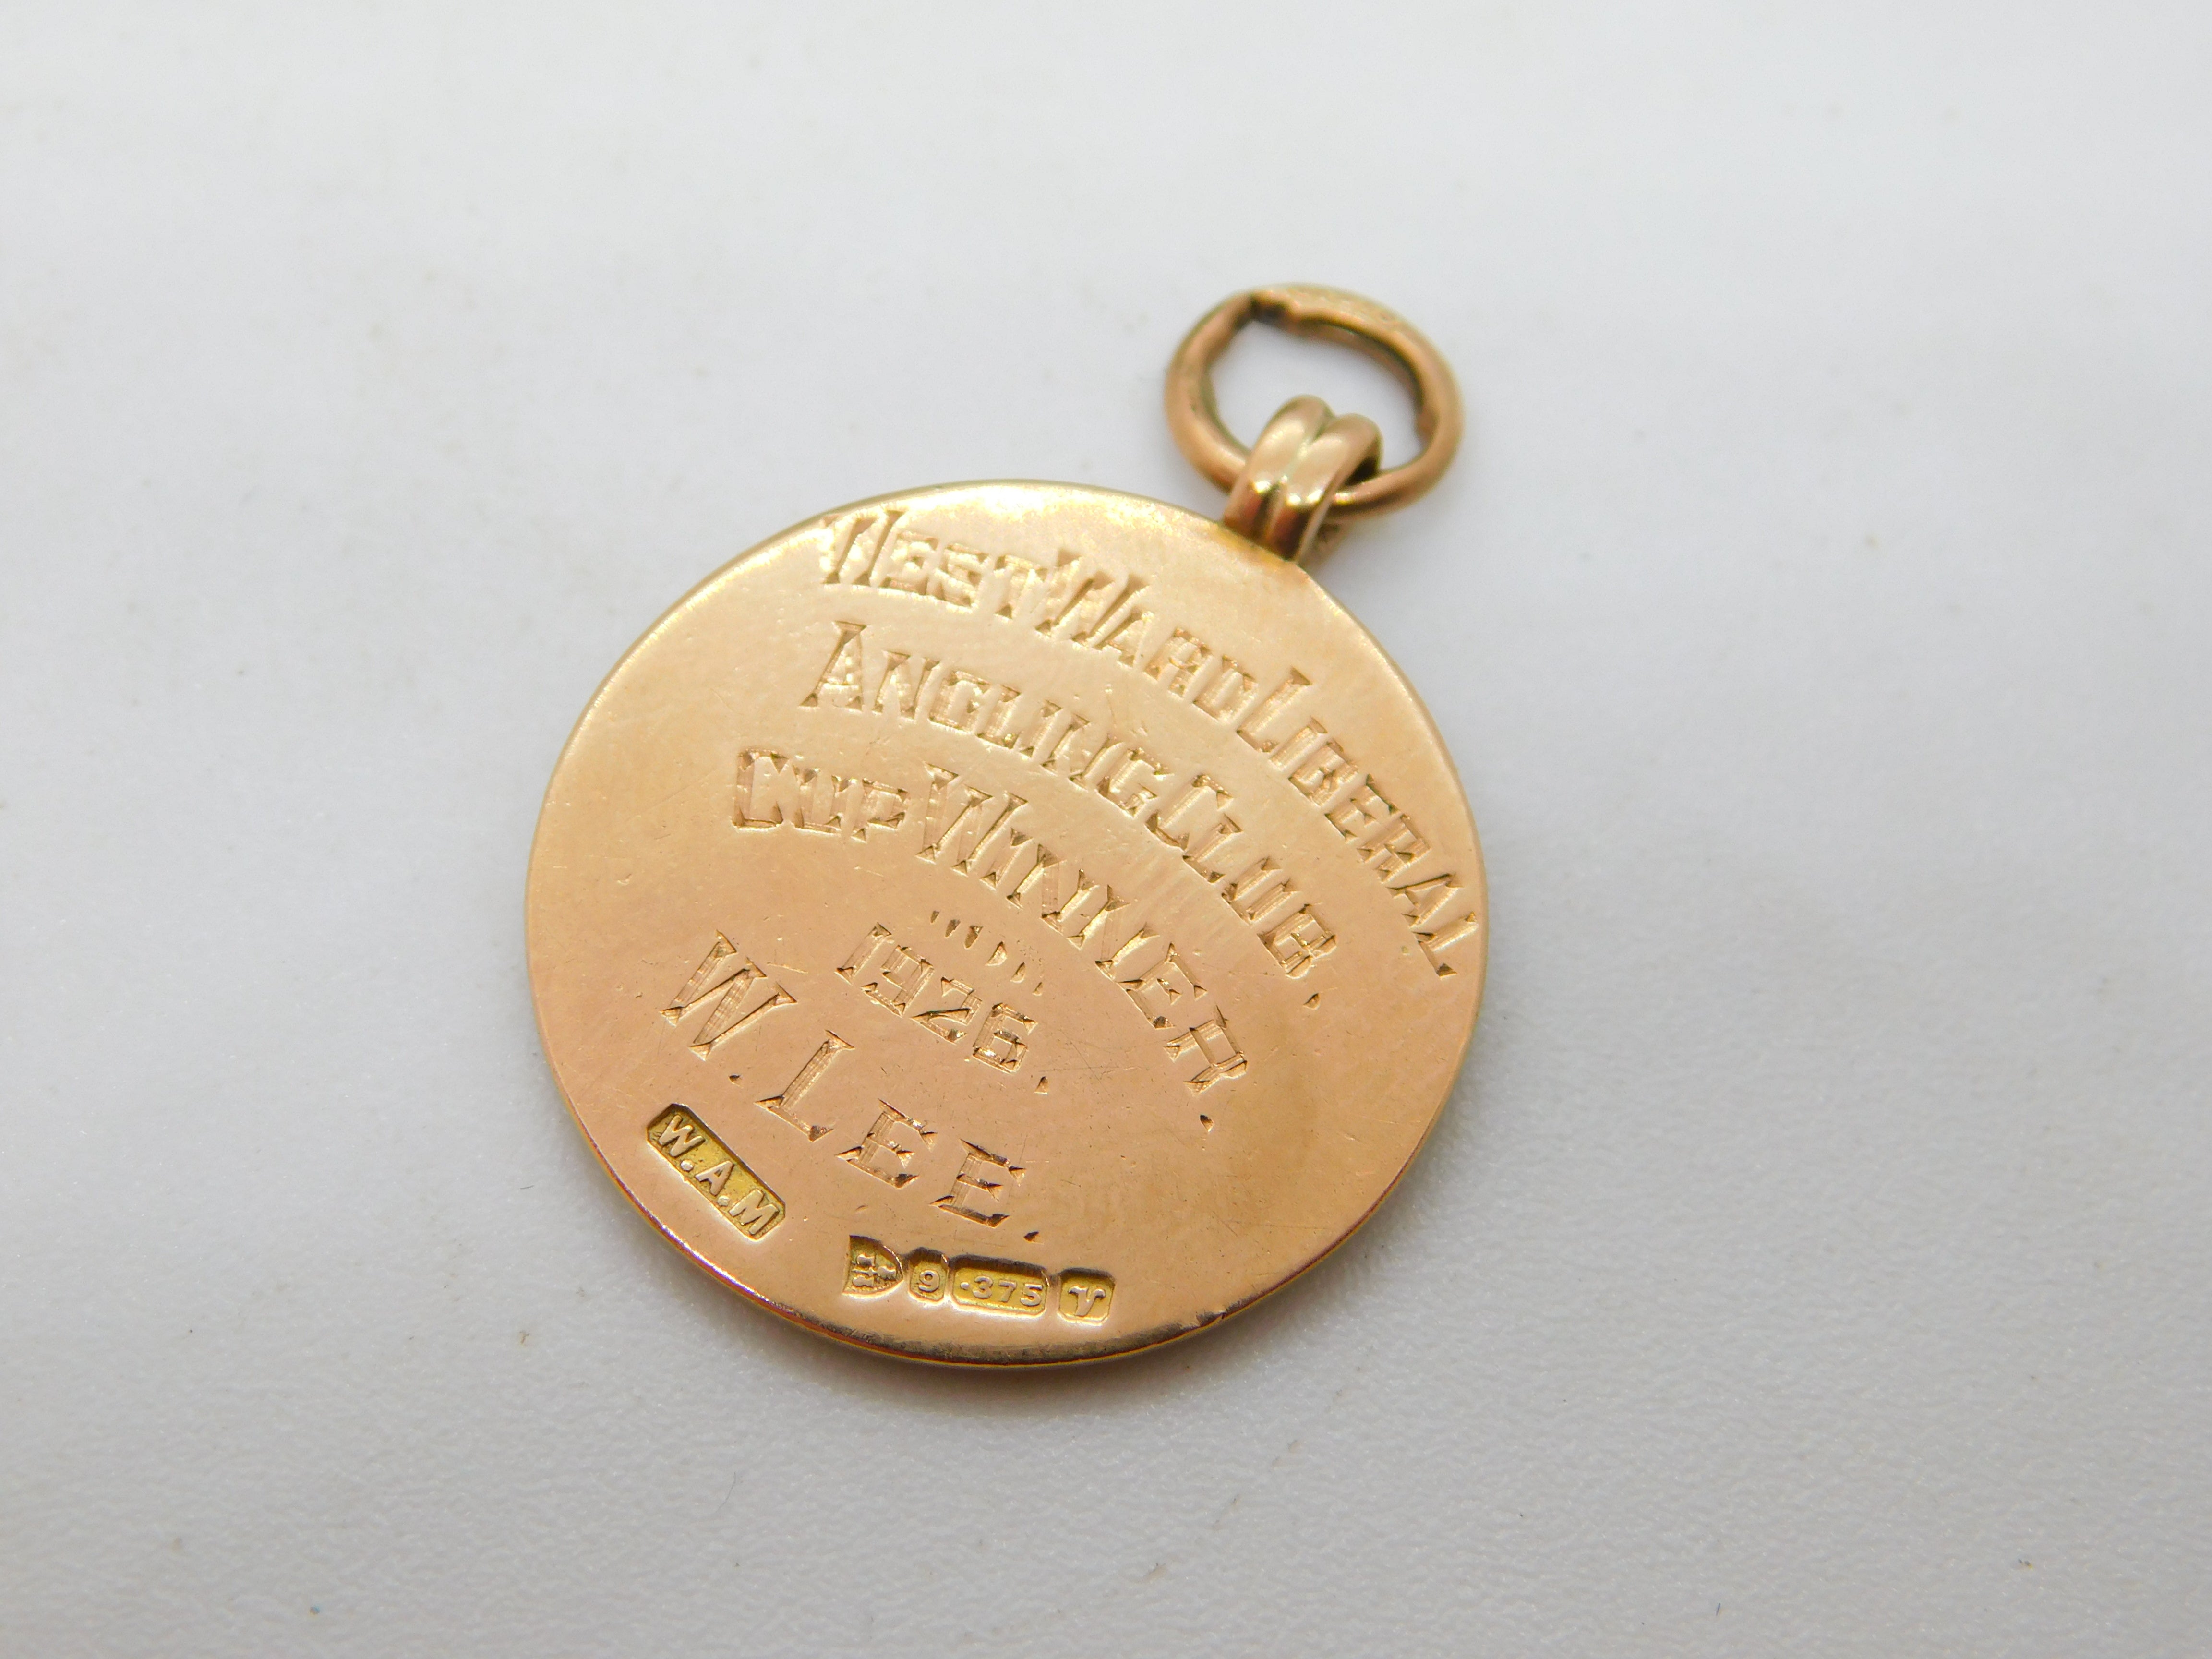 West Ward Liberal
Angling Club.
Cup Winner.
1926.
W. Lee.
W.A.M
9 .375 V